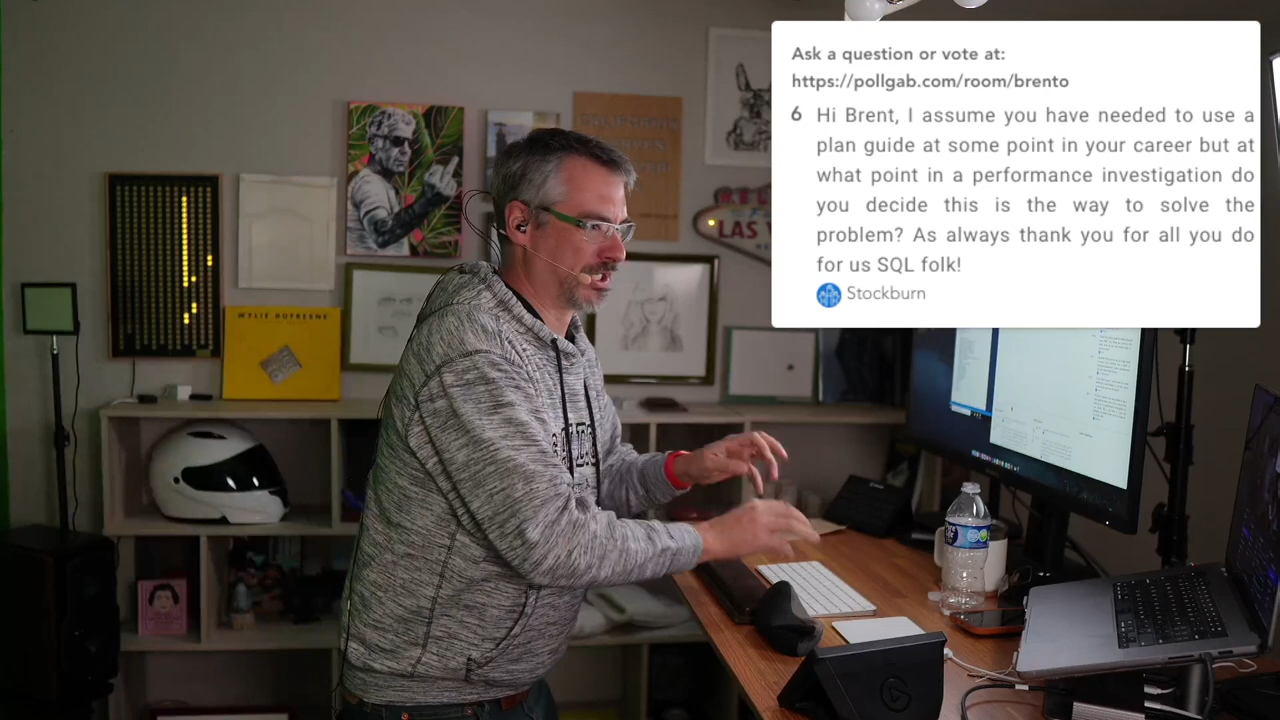 Ask a question or vote at:
https://pollgab.com/room/brento
6 Hi Brent, I assume you have needed to use a
plan guide at some point in your career but at
what point in a performance investigation do
you decide this is the way to solve the
problem? As always thank you for all you do
for us SQL folk!
Stockburn
WYLIE DUFRESNE
LAS